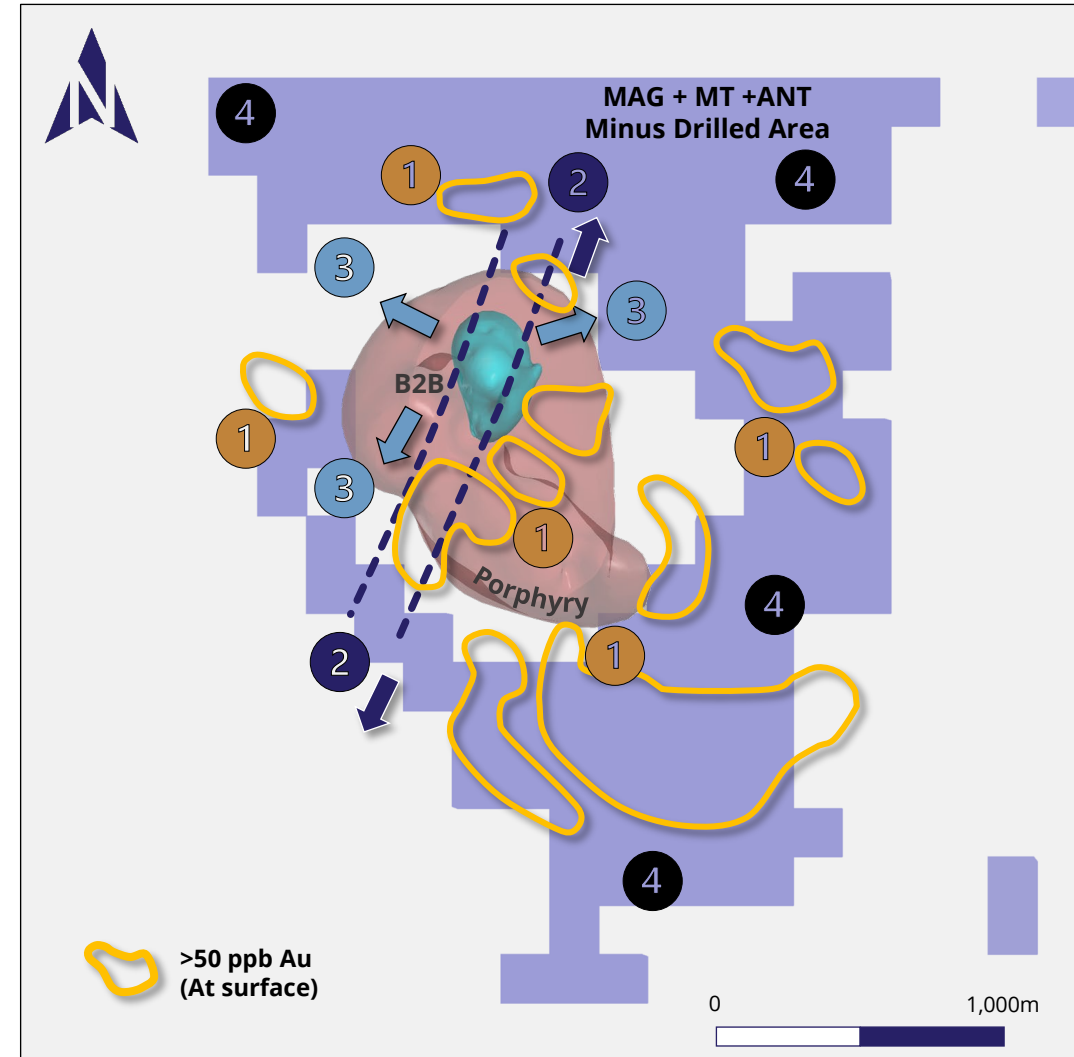 4
MAG + MT +ANT
Minus Drilled Area
1
2
4
3
3
B2B
1
1
3
1
Porphyry
4
2
1
4
>50 ppb Au
(At surface)
0
1,000m